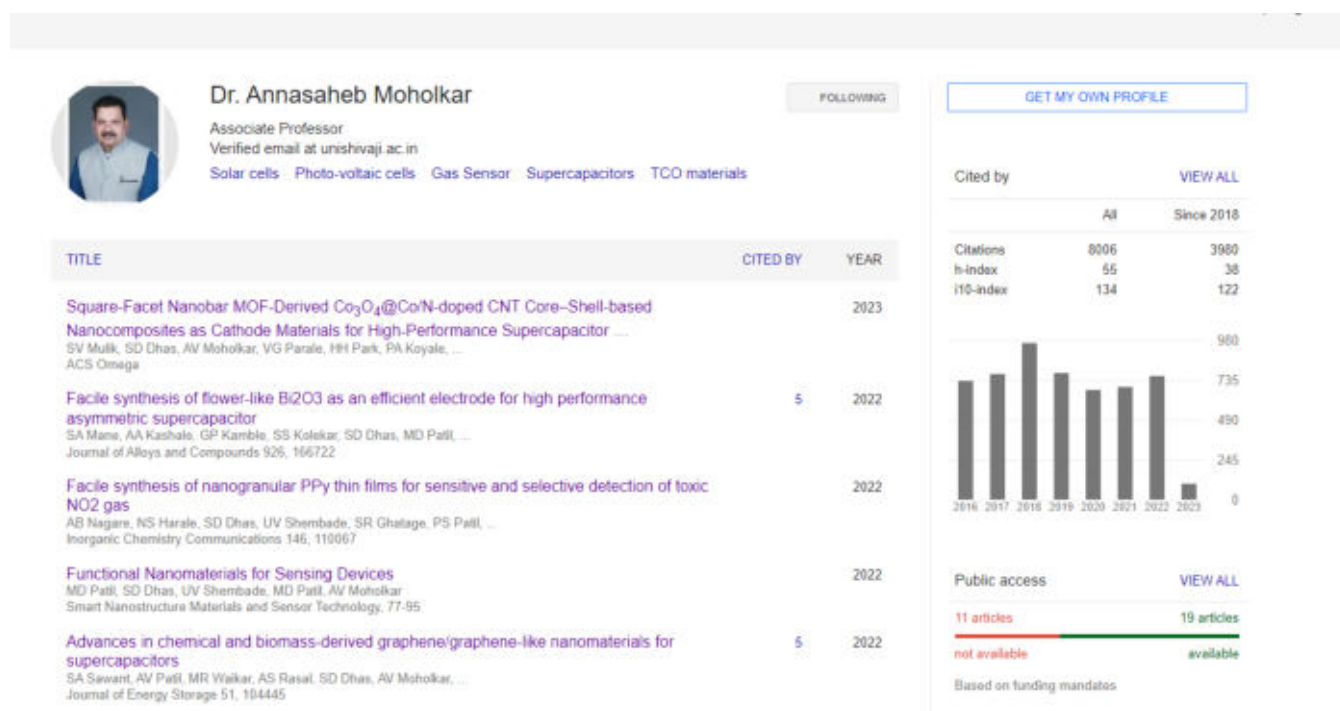 Dr. Annasaheb Moholkar
FOLLOWING
Associate Professor
Verified email at unishivaji.ac.in
Solar cells Photo-voltaic cells Gas Sensor Supercapacitors TCO materials
TITLE CITED BY YEAR
Square-Facet Nanobar MOF-Derived Co3O4@Co/N-doped CNT Core–Shell-based 2023
Nanocomposites as Cathode Materials for High-Performance Supercapacitor ...
SV Mulik, SD Dhas, AV Moholkar, VG Parale, HH Park, PA Koyale, ...
ACS Omega
Facile synthesis of flower-like Bi2O3 as an efficient electrode for high performance 5 2022
asymmetric supercapacitor
SA Mane, AA Kashale, GP Kamble, SS Kolekar, SD Dhas, MD Patil, ...
Journal of Alloys and Compounds 926, 166722
Facile synthesis of nanogranular PPy thin films for sensitive and selective detection of toxic 2022
NO2 gas
AB Nagare, NS Harale, SD Dhas, UV Shembade, SR Ghatage, PS Patil, ...
Inorganic Chemistry Communications 146, 110067
Functional Nanomaterials for Sensing Devices 2022
MD Patil, SD Dhas, UV Shembade, MD Patil, AV Moholkar
Smart Nanostructure Materials and Sensor Technology, 77-95
Advances in chemical and biomass-derived graphene/graphene-like nanomaterials for 5 2022
supercapacitors
SA Sawant, AV Patil, MR Waikar, AS Rasal, SD Dhas, AV Moholkar, ...
Journal of Energy Storage 51, 104445
GET MY OWN PROFILE
Cited by VIEW ALL
All Since 2018
Citations 8006 3980
h-index 55 38
i10-index 134 122
980
735
490
245
0
2016 2017 2018 2019 2020 2021 2022 2023
Public access VIEW ALL
11 articles 19 articles
not available available
Based on funding mandates